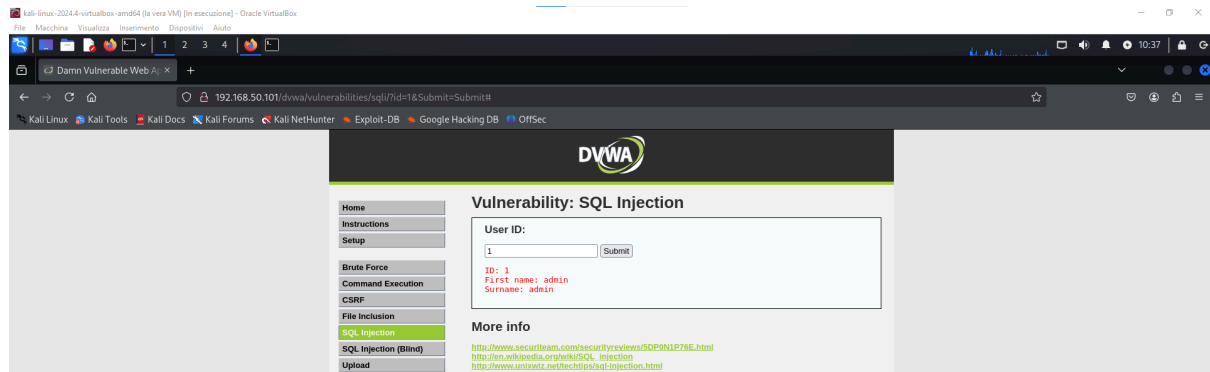 kali-linux-2024.4-virtualbox-amd64 (la vera VM) [In esecuzione] - Oracle VirtualBox
File Macchina Visualizza Inserimento Dispositivi Aiuto
1 2 3 4 10:37
Damn Vulnerable Web Ap
192.168.50.101/dvwa/vulnerabilities/sqli/?id=1&Submit=Submit#
Kali Linux Kali Tools Kali Docs Kali Forums Kali NetHunter Exploit-DB Google Hacking DB OffSec
DVWA
Home
Instructions
Setup
Brute Force
Command Execution
CSRF
File Inclusion
SQL Injection
SQL Injection (Blind)
Upload
Vulnerability: SQL Injection
User ID:
1 Submit
ID: 1
First name: admin
Surname: admin
More info
http://www.securiteam.com/securityreviews/5DP0N1P76E.html
http://en.wikipedia.org/wiki/SQL_injection
http://www.unixwiz.net/techtips/sql-injection.html